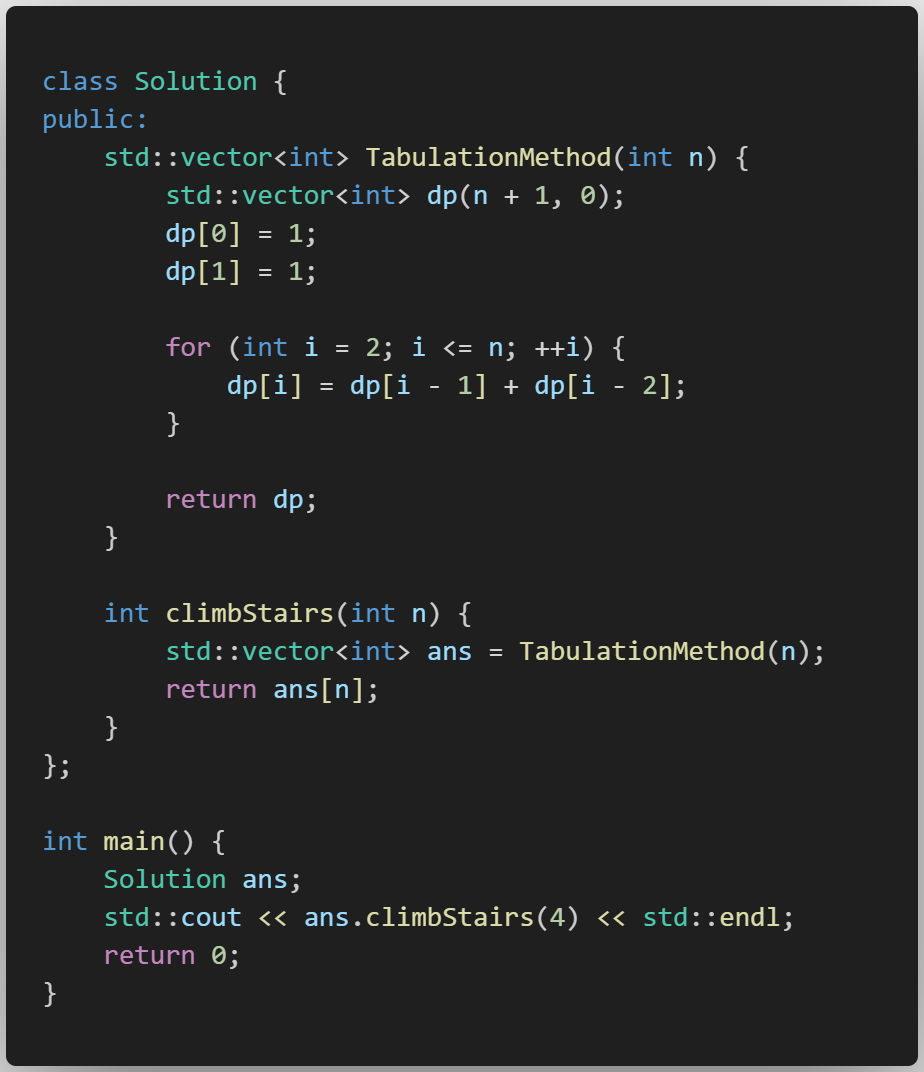 class Solution {
public:
    std::vector<int> TabulationMethod(int n) {
        std::vector<int> dp(n + 1, 0);
        dp[0] = 1;
        dp[1] = 1;

        for (int i = 2; i <= n; ++i) {
            dp[i] = dp[i - 1] + dp[i - 2];
        }

        return dp;
    }

    int climbStairs(int n) {
        std::vector<int> ans = TabulationMethod(n);
        return ans[n];
    }
};

int main() {
    Solution ans;
    std::cout << ans.climbStairs(4) << std::endl;
    return 0;
}